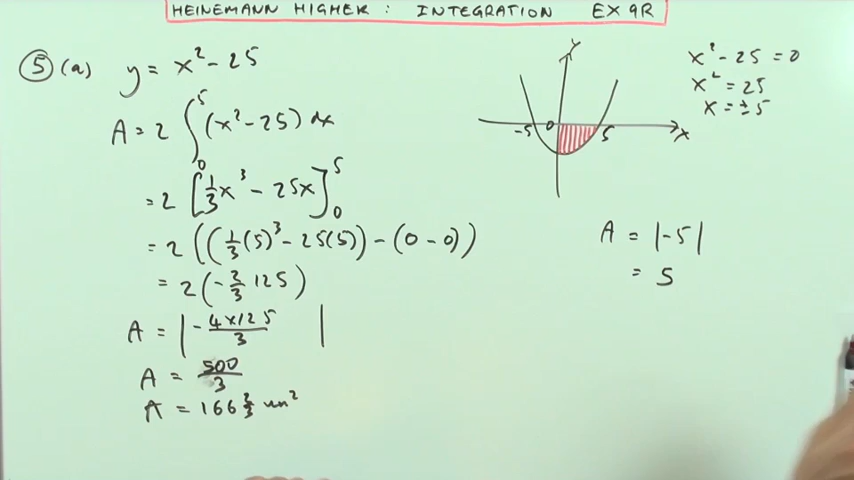 HEINEMANN HIGHER : INTEGRATION EX 9R
5 (a) y = x² - 25
A = 2 ∫₀⁵ (x² - 25) dx
= 2 [⅓x³ - 25x]₀⁵
= 2 ((⅓(5)³ - 25(5)) - (0 - 0))
= 2 (-⅔ 125)
A = |- 4×125/3 |
A = 500/3
A = 166⅔ un²
y
-5 0 5 x
x² - 25 = 0
x² = 25
x = ± 5
A = |-5|
= 5